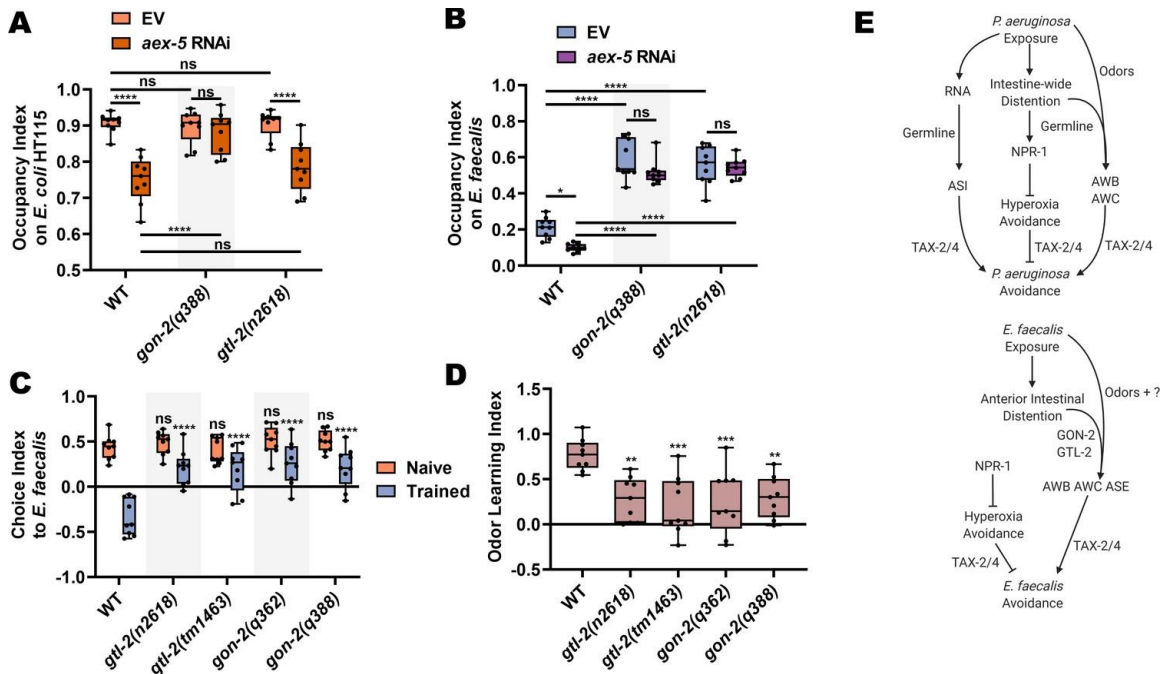 A
EV
aex-5 RNAi
Occupancy Index
on E. coli HT115
1.0
0.9
0.8
0.7
0.6
0.5
ns
ns
ns
****
****
****
ns
WT
gon-2(q388)
gtl-2(n2618)
B
EV
aex-5 RNAi
Occupancy Index
on E. faecalis
1.0
0.8
0.6
0.4
0.2
0.0
****
****
ns
ns
*
****
****
WT
gon-2(q388)
gtl-2(n2618)
C
Choice Index
to E. faecalis
1.0
0.5
0.0
-0.5
-1.0
ns
****
ns
****
ns
****
ns
****
Naive
Trained
WT
gtl-2(n2618)
gtl-2(tm1463)
gon-2(q362)
gon-2(q388)
D
Odor Learning Index
1.5
1.0
0.5
0.0
-0.5
**
***
***
**
WT
gtl-2(n2618)
gtl-2(tm1463)
gon-2(q362)
gon-2(q388)
E
P. aeruginosa
Exposure
Odors
RNA
Intestine-wide
Distention
Germline
Germline
NPR-1
ASI
AWB
AWC
Hyperoxia
Avoidance
TAX-2/4
TAX-2/4
TAX-2/4
P. aeruginosa
Avoidance
E. faecalis
Exposure
Odors + ?
Anterior Intestinal
Distention
GON-2
GTL-2
NPR-1
AWB AWC ASE
Hyperoxia
Avoidance
TAX-2/4
TAX-2/4
E. faecalis
Avoidance